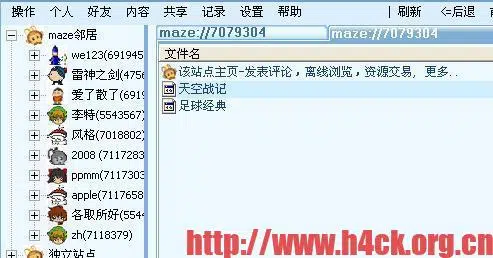 操作 个人 好友 内容 共享 记录 设置 帮助 刷新 <=后退
maze邻居
we123(691945
雷神之剑(4756
爱了散了(6101
李特(5543567)
风格(7018802)
2008 (7117283
ppmm(7117303
apple(7117658
各取所好(5544
zh(7118379)
独立站点
maze://7079304 maze://7079304
文件名
该站点主页-发表评论，离线浏览，资源交易, 更多..
天空战记
足球经典
http://www.h4ck.org.cn